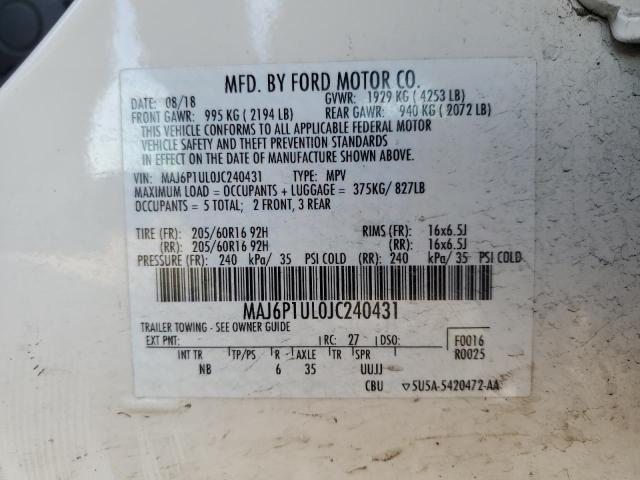 MFD. BY FORD MOTOR CO.
DATE: 08/18 GVWR: 1929 KG ( 4253 LB)
FRONT GAWR: 995 KG ( 2194 LB) REAR GAWR: 940 KG ( 2072 LB)
THIS VEHICLE CONFORMS TO ALL APPLICABLE FEDERAL MOTOR
VEHICLE SAFETY AND THEFT PREVENTION STANDARDS
IN EFFECT ON THE DATE OF MANUFACTURE SHOWN ABOVE.
VIN: MAJ6P1UL0JC240431 TYPE: MPV
MAXIMUM LOAD = OCCUPANTS + LUGGAGE = 375KG/ 827LB
OCCUPANTS = 5 TOTAL; 2 FRONT, 3 REAR
TIRE (FR): 205/60R16 92H RIMS (FR): 16x6.5J
(RR): 205/60R16 92H (RR): 16x6.5J
PRESSURE (FR): 240 kPa/ 35 PSI COLD (RR): 240 kPa/ 35 PSI COLD
MAJ6P1UL0JC240431
TRAILER TOWING - SEE OWNER GUIDE
EXT PNT: RC: 27 DSO: F0016
INT TR TP/PS R AXLE TR SPR R0025
NB 6 35 UUJJ
CBU ▽5U5A-5420472-AA